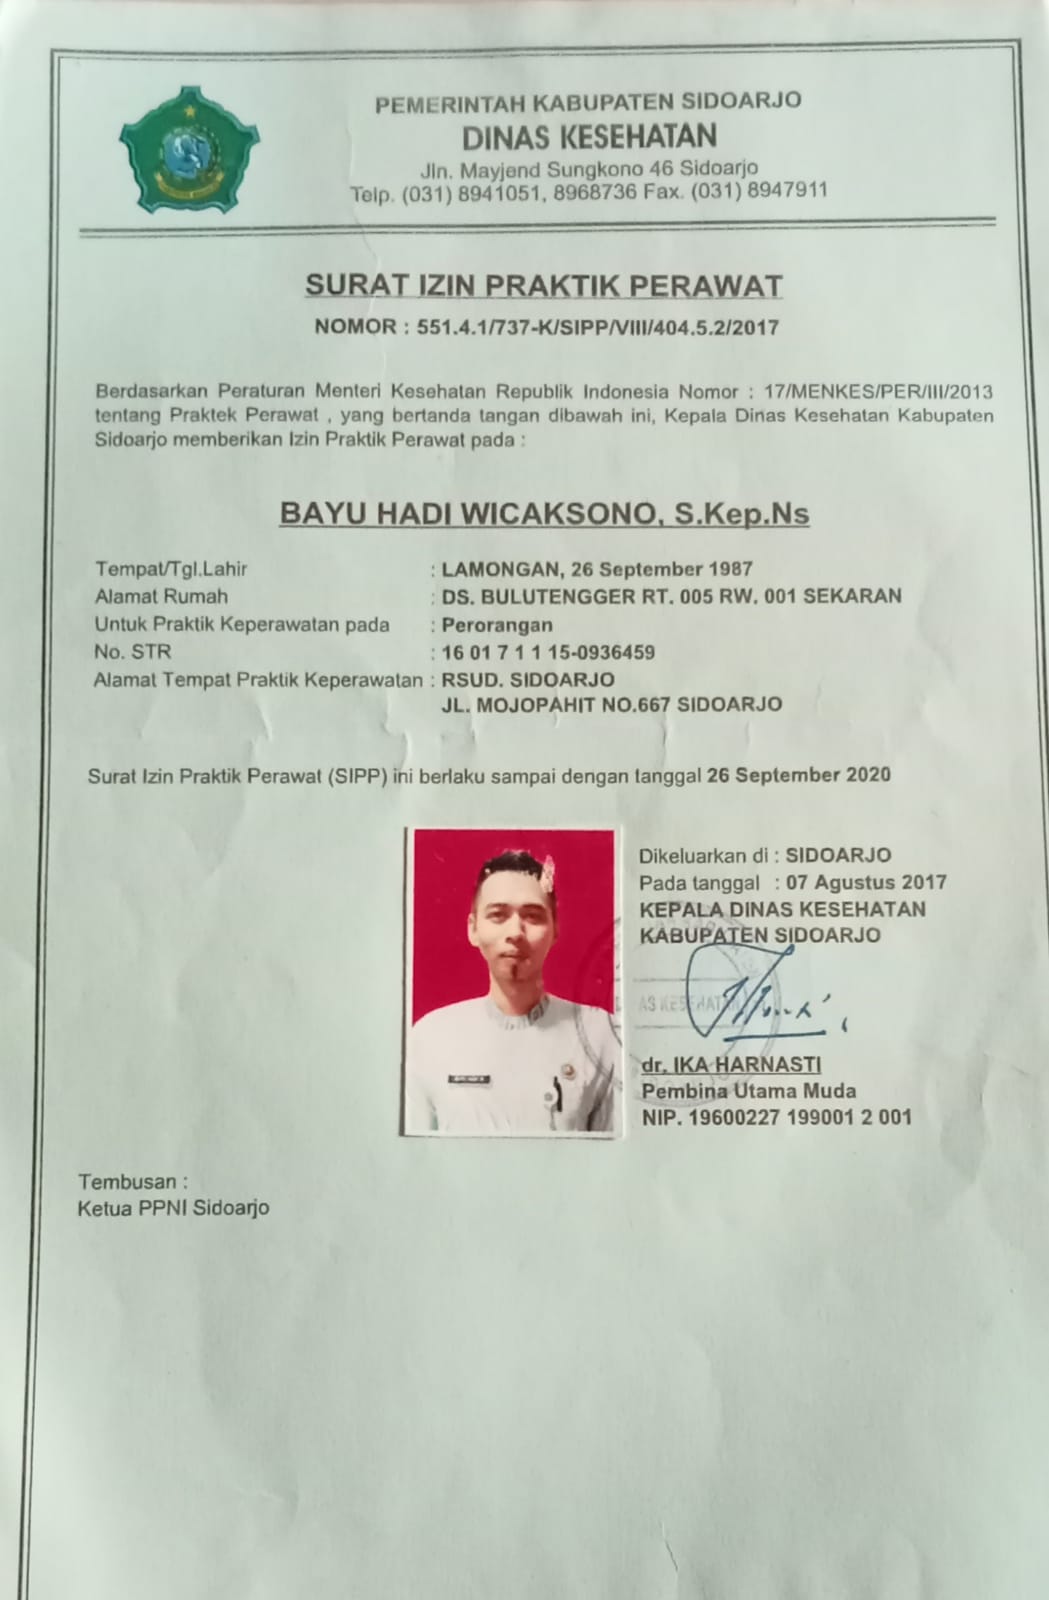 PEMERINTAH KABUPATEN SIDOARJO
DINAS KESEHATAN
Jln. Mayjend Sungkono 46 Sidoarjo
Telp. (031) 8941051, 8968736 Fax. (031) 8947911
SURAT IZIN PRAKTIK PERAWAT
NOMOR : 551.4.1/737-K/SIPP/VIII/404.5.2/2017
Berdasarkan Peraturan Menteri Kesehatan Republik Indonesia Nomor : 17/MENKES/PER/III/2013
tentang Praktek Perawat , yang bertanda tangan dibawah ini, Kepala Dinas Kesehatan Kabupaten
Sidoarjo memberikan Izin Praktik Perawat pada :
BAYU HADI WICAKSONO, S.Kep.Ns
Tempat/Tgl.Lahir : LAMONGAN, 26 September 1987
Alamat Rumah : DS. BULUTENGGER RT. 005 RW. 001 SEKARAN
Untuk Praktik Keperawatan pada : Perorangan
No. STR : 16 01 7 1 1 15-0936459
Alamat Tempat Praktik Keperawatan : RSUD. SIDOARJO
JL. MOJOPAHIT NO.667 SIDOARJO
Surat Izin Praktik Perawat (SIPP) ini berlaku sampai dengan tanggal 26 September 2020
Dikeluarkan di : SIDOARJO
Pada tanggal : 07 Agustus 2017
KEPALA DINAS KESEHATAN
KABUPATEN SIDOARJO
AS KESEHATAN
dr. IKA HARNASTI
Pembina Utama Muda
NIP. 19600227 199001 2 001
Tembusan :
Ketua PPNI Sidoarjo